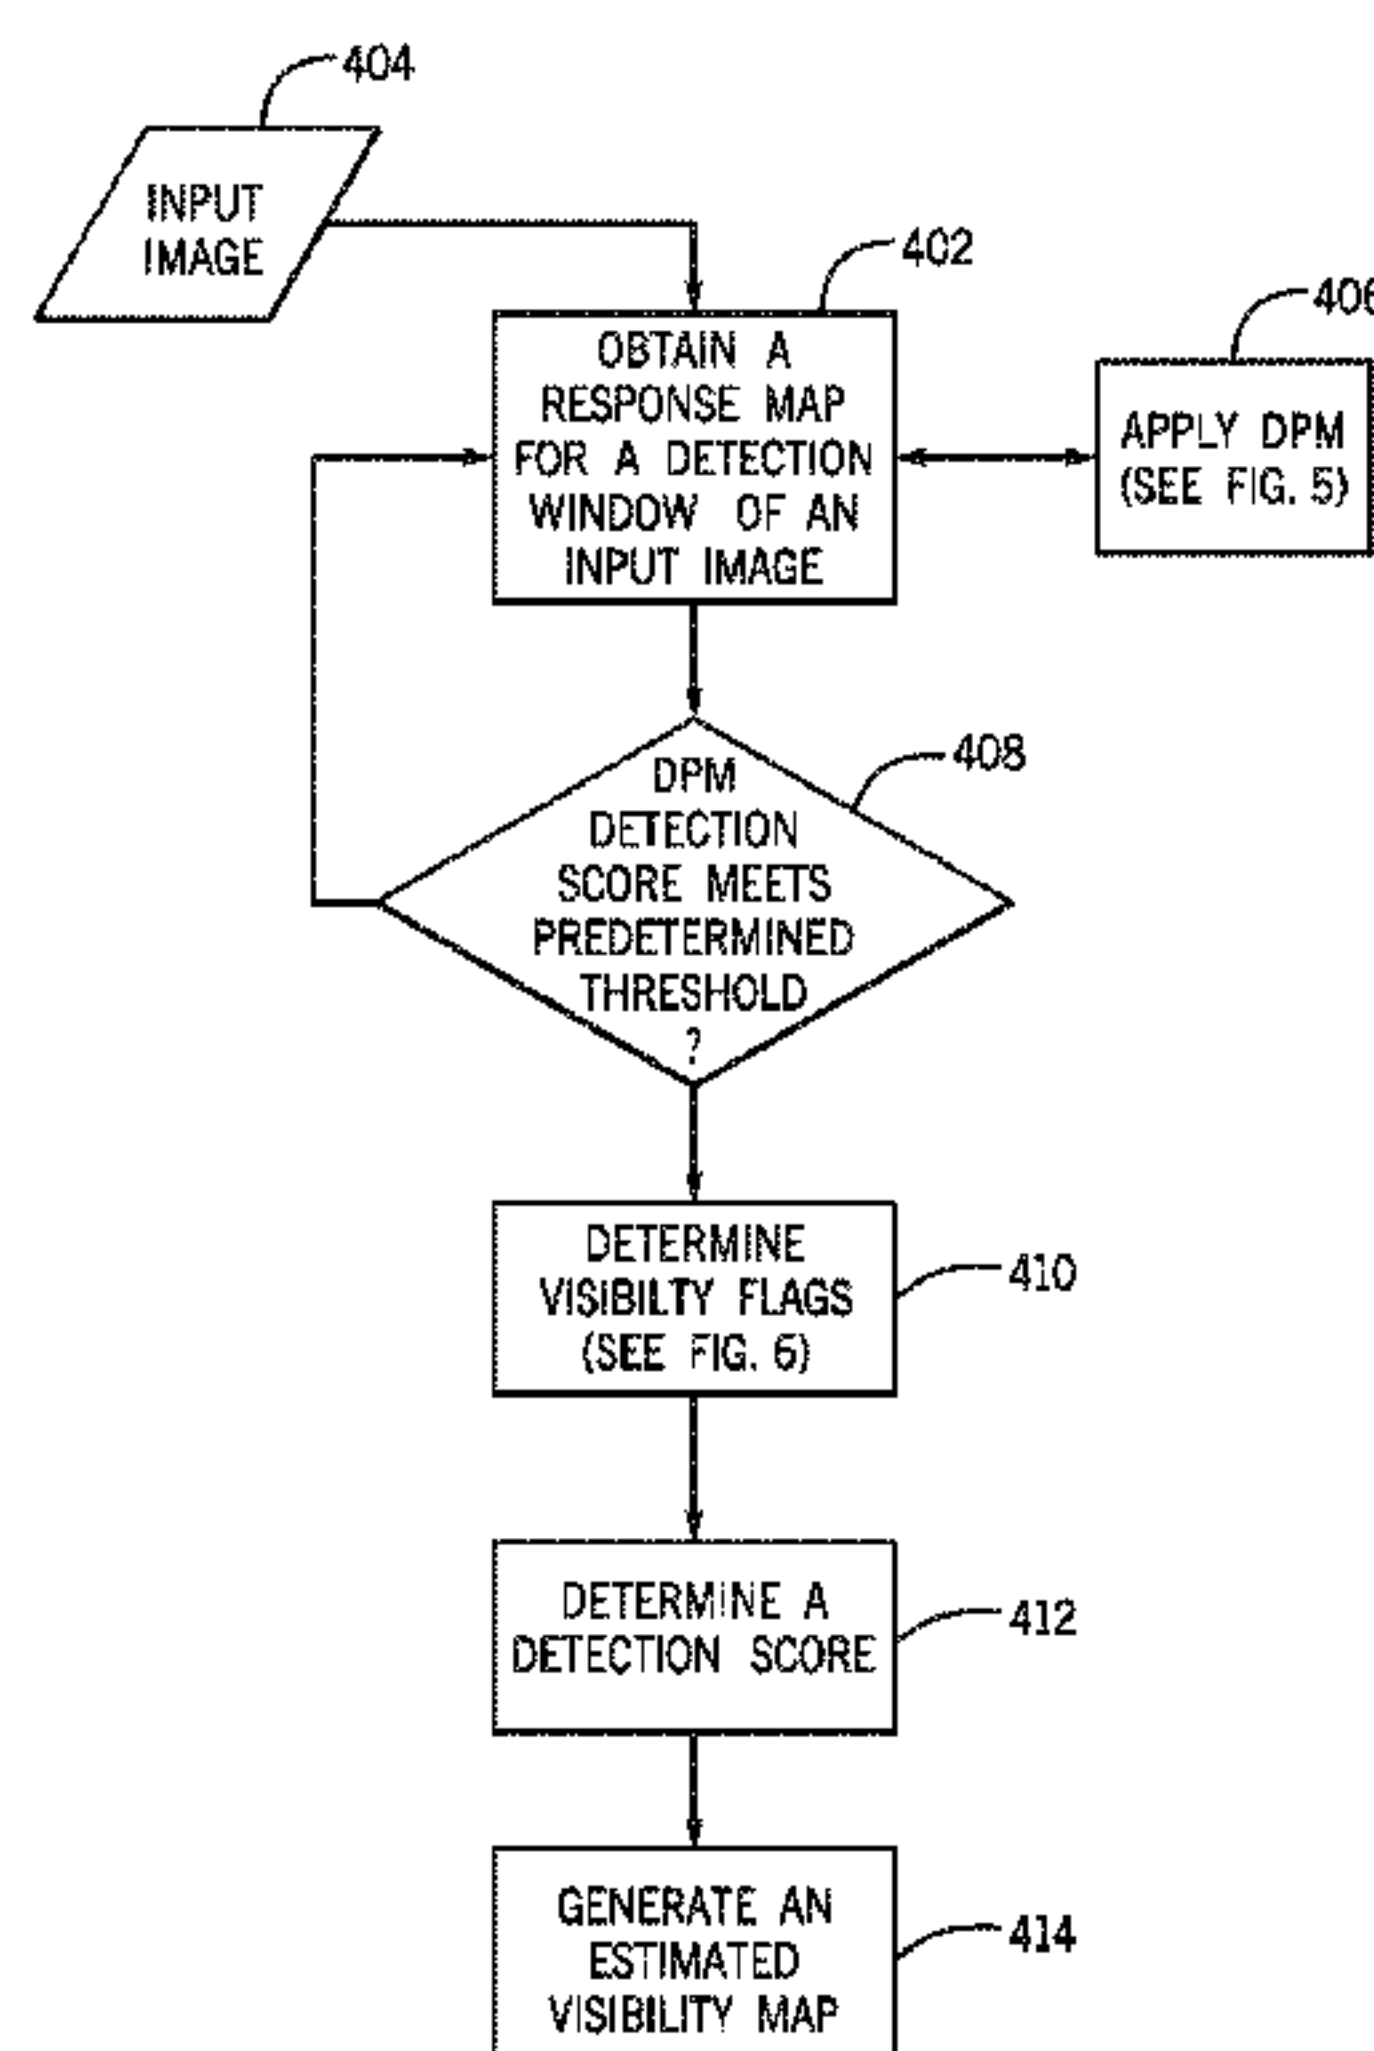 404
INPUT
IMAGE
402
OBTAIN A
RESPONSE MAP
FOR A DETECTION
WINDOW OF AN
INPUT IMAGE
406
APPLY DPM
(SEE FIG. 5)
408
DPM
DETECTION
SCORE MEETS
PREDETERMINED
THRESHOLD
?
DETERMINE
VISIBILTY FLAGS
(SEE FIG. 6)
410
DETERMINE A
DETECTION SCORE
412
GENERATE AN
ESTIMATED
VISIBILITY MAP
414